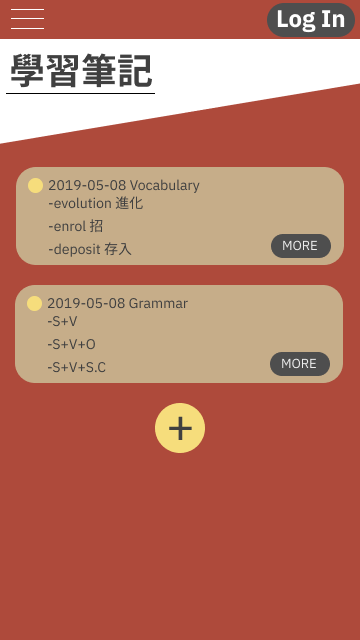 Log In
學習筆記
2019-05-08 Vocabulary
-evolution 進化
-enrol 招
-deposit 存入
MORE
2019-05-08 Grammar
-S+V
-S+V+O
-S+V+S.C
MORE
+